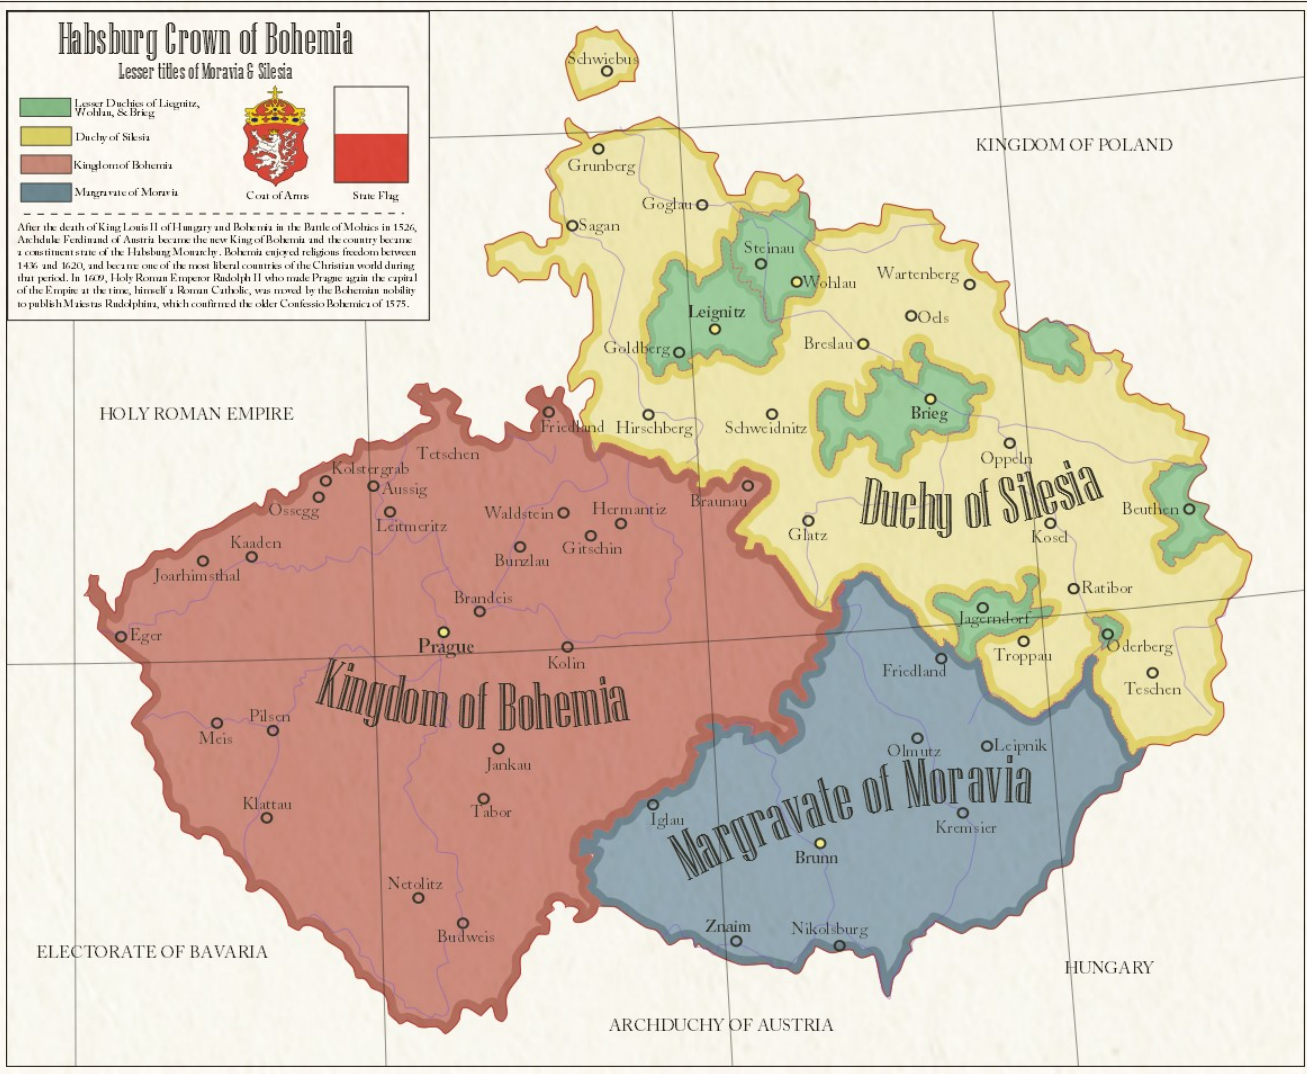 Habsburg Crown of Bohemia
Lesser titles of Moravia & Silesia
Lesser Duchies of Liegnitz,
Wohlau, & Brieg
Duchy of Silesia
Kingdom of Bohemia
Margravate of Moravia
Coat of Arms
State Flag
After the death of King Louis II of Hungary and Bohemia in the Battle of Mohács in 1526,
Archduke Ferdinand of Austria became the new King of Bohemia and the country became
a constituent state of the Habsburg Monarchy. Bohemia enjoyed religious freedom between
1436 and 1620, and became one of the most liberal countries of the Christian world during
that period. In 1609, Holy Roman Emperor Rudolph II who made Prague again the capital
of the Empire at the time, himself a Roman Catholic, was moved by the Bohemian nobility
to publish Maiestas Rudolphina, which confirmed the older Confessio Bohemica of 1575.
Schwiebus
KINGDOM OF POLAND
Grunberg
Goglau
Sagan
Steinau
Wohlau
Wartenberg
Leignitz
Oels
Goldberg
Breslau
HOLY ROMAN EMPIRE
Brieg
Friedland
Hirschberg
Schweidnitz
Tetschen
Oppeln
Kolstergrab
Aussig
Duchy of Silesia
Braunau
Ossegg
Leitmeritz
Waldstein
Hermantiz
Beuthen
Glatz
Kosel
Kaaden
Gitschin
Bunzlau
Joarhimsthal
Ratibor
Brandeis
Jagerndorf
Eger
Prague
Kolin
Troppau
Oderberg
Friedland
Teschen
Kingdom of Bohemia
Pilsen
Meis
Olmutz
Leipnik
Jankau
Margravate of Moravia
Klattau
Tabor
Iglau
Kremsier
Brunn
Netolitz
Budweis
Znaim
Nikolsburg
ELECTORATE OF BAVARIA
HUNGARY
ARCHDUCHY OF AUSTRIA